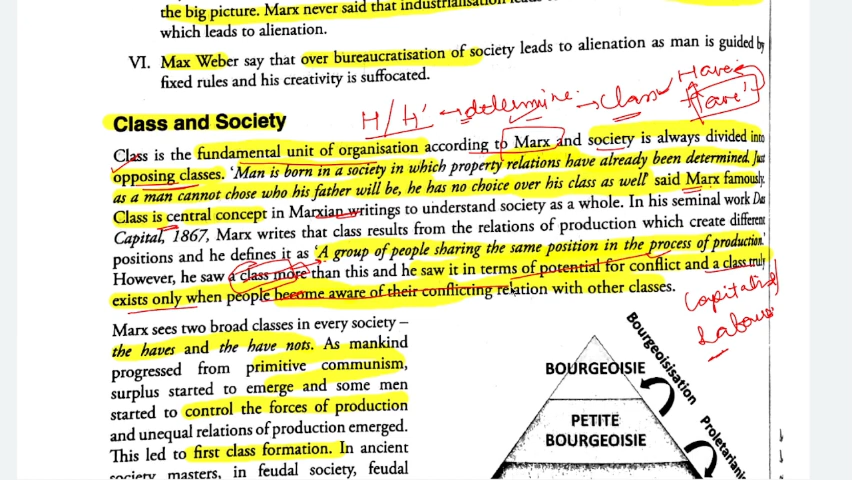 the big picture. Marx never said that industrialisation
which leads to alienation.
VI. Max Weber say that over bureaucratisation of society leads to alienation as man is guided by
fixed rules and his creativity is suffocated.
H/H' → determine → Class Have
Have'
Class and Society
Class is the fundamental unit of organisation according to Marx and society is always divided into
opposing classes. 'Man is born in a society in which property relations have already been determined. Just
as a man cannot chose who his father will be, he has no choice over his class as well' said Marx famously.
Class is central concept in Marxian writings to understand society as a whole. In his seminal work Das
Capital, 1867, Marx writes that class results from the relations of production which create different
positions and he defines it as 'A group of people sharing the same position in the process of production.'
However, he saw a class more than this and he saw it in terms of potential for conflict and a class truly
exists only when people become aware of their conflicting relation with other classes.
Capitalist
Labour
Marx sees two broad classes in every society –
the haves and the have nots. As mankind
progressed from primitive communism,
surplus started to emerge and some men
started to control the forces of production
and unequal relations of production emerged.
This led to first class formation. In ancient
society masters, in feudal society, feudal
BOURGEOISIE
PETITE
BOURGEOISIE
Bourgeoisisation